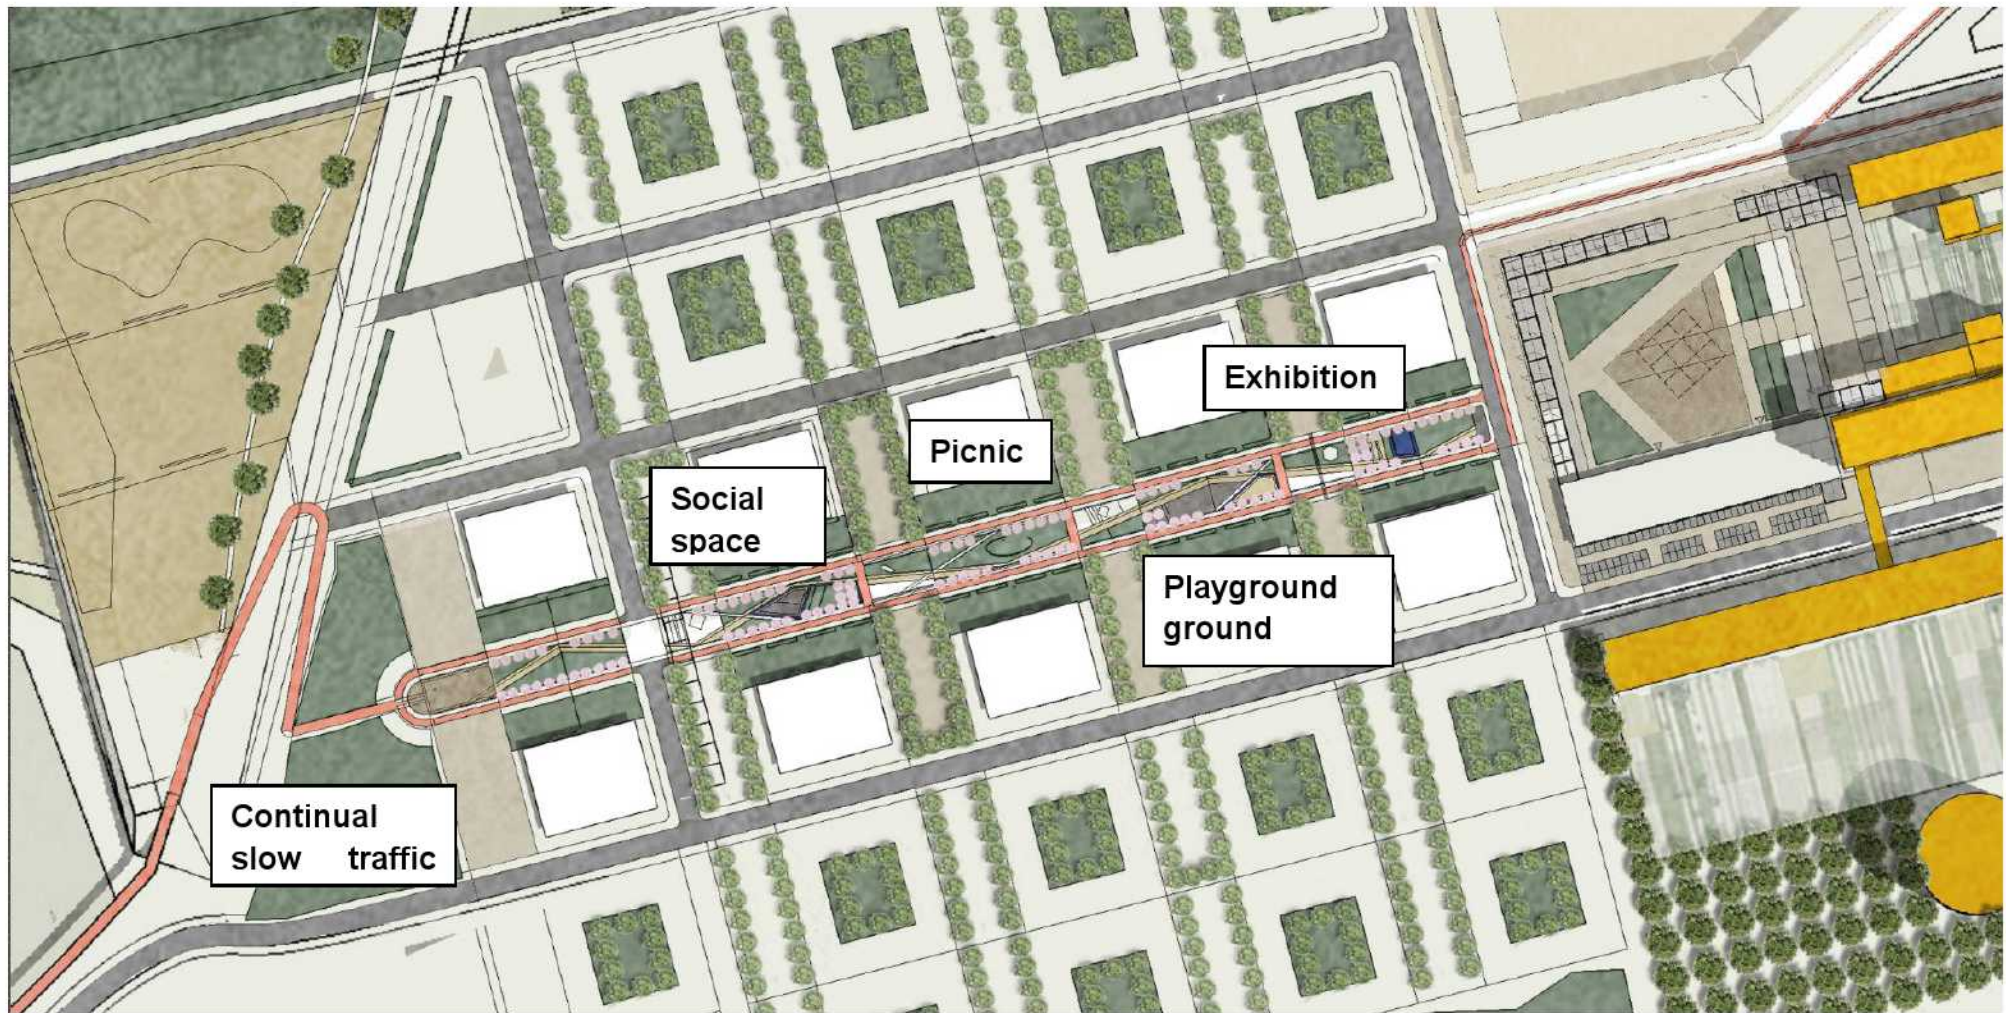 Exhibition
Picnic
Social
space
Playground
ground
Continual
slow traffic